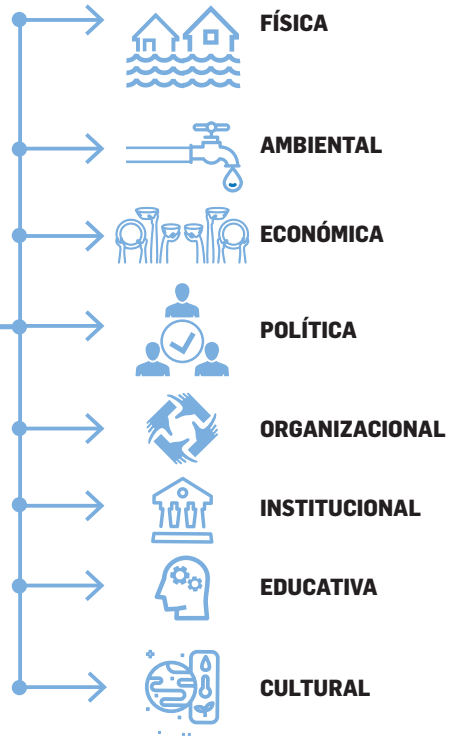 FÍSICA
AMBIENTAL
ECONÓMICA
POLÍTICA
ORGANIZACIONAL
INSTITUCIONAL
EDUCATIVA
CULTURAL